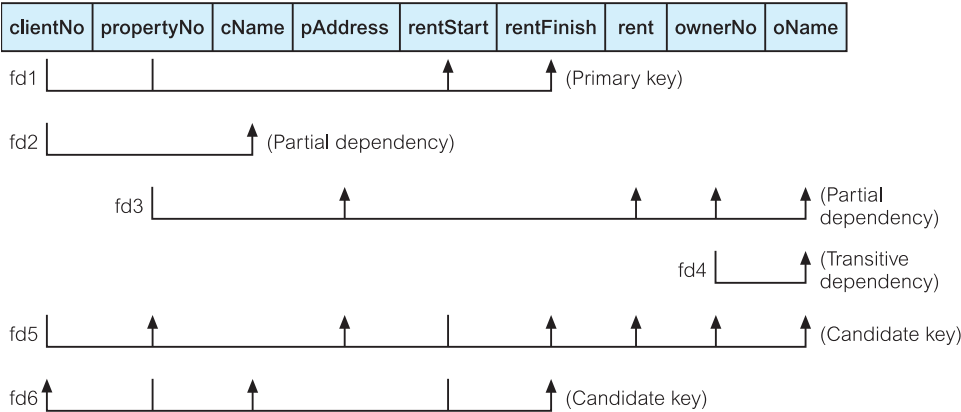 clientNo propertyNo cName pAddress rentStart rentFinish rent ownerNo oName
fd1 (Primary key)
fd2 (Partial dependency)
fd3 (Partial
dependency)
fd4 (Transitive
dependency)
fd5 (Candidate key)
fd6 (Candidate key)